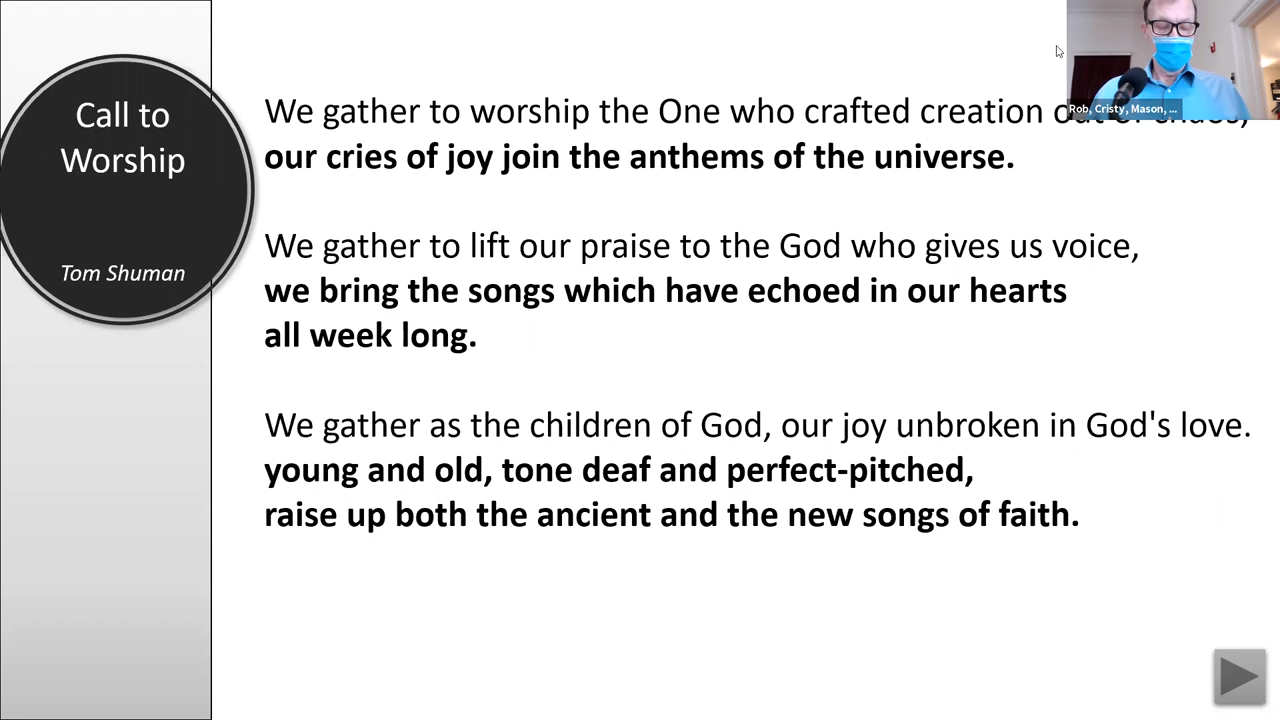 Call to
Worship
Tom Shuman
We gather to worship the One who crafted creation out of chaos,
our cries of joy join the anthems of the universe.
We gather to lift our praise to the God who gives us voice,
we bring the songs which have echoed in our hearts
all week long.
We gather as the children of God, our joy unbroken in God's love.
young and old, tone deaf and perfect-pitched,
raise up both the ancient and the new songs of faith.
Rob, Cristy, Mason, ...